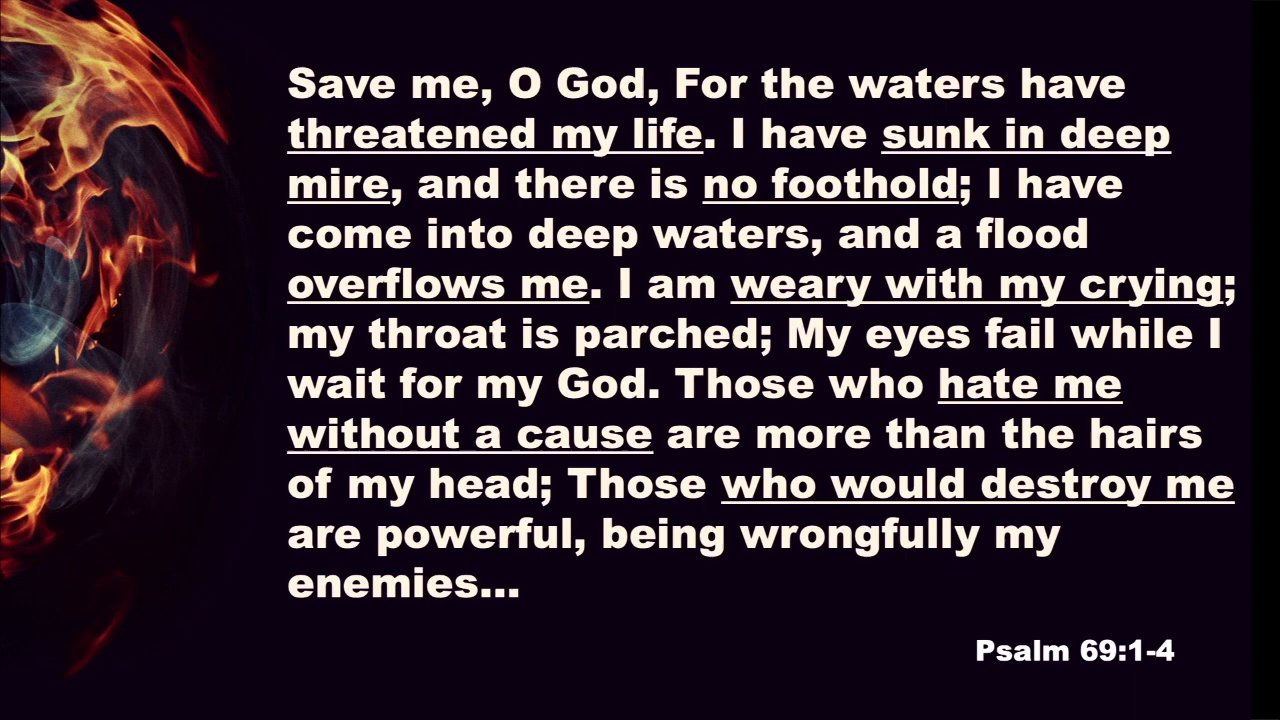 Save me, O God, For the waters have
threatened my life. I have sunk in deep
mire, and there is no foothold; I have
come into deep waters, and a flood
overflows me. I am weary with my crying;
my throat is parched; My eyes fail while I
wait for my God. Those who hate me
without a cause are more than the hairs
of my head; Those who would destroy me
are powerful, being wrongfully my
enemies...
Psalm 69:1-4